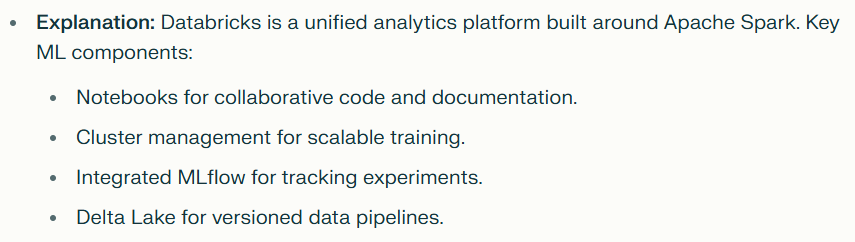 • Explanation: Databricks is a unified analytics platform built around Apache Spark. Key
ML components:
• Notebooks for collaborative code and documentation.
• Cluster management for scalable training.
• Integrated MLflow for tracking experiments.
• Delta Lake for versioned data pipelines.